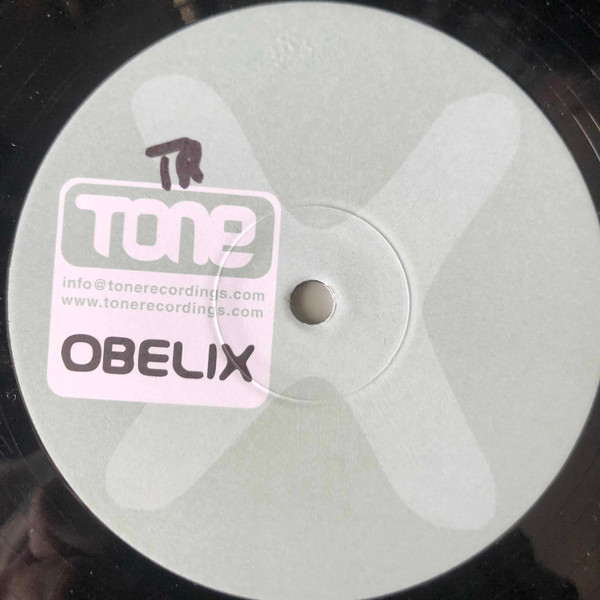 TR
TONE
info@tonerecordings.com
www.tonerecordings.com
OBELIX